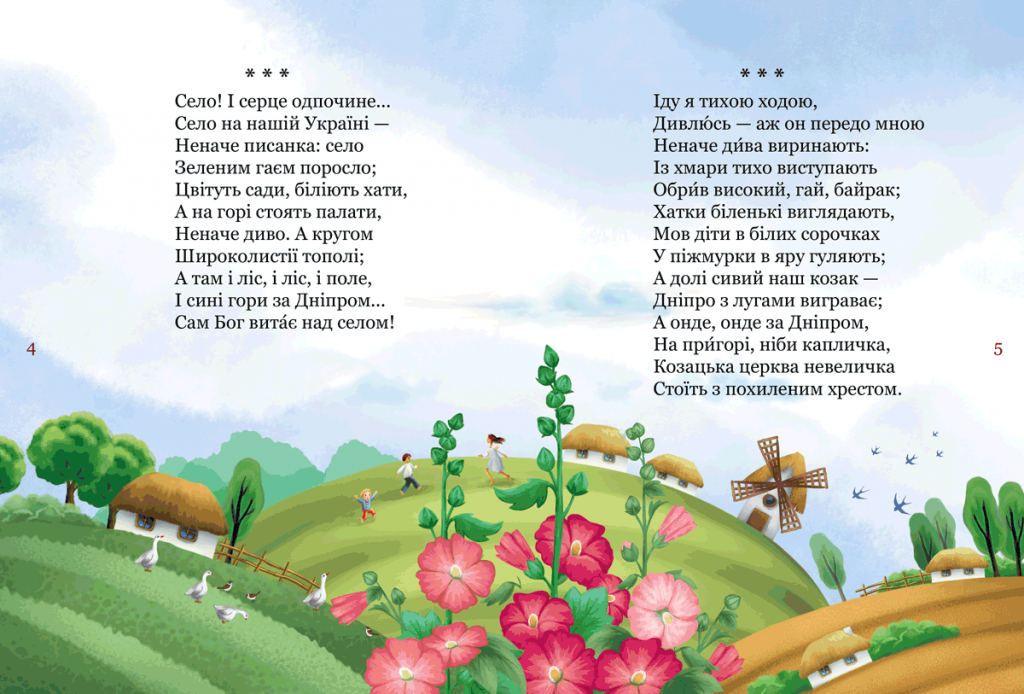 * * *
Село! І серце одпочине...
Село на нашій Україні —
Неначе писанка: село
Зеленим гаєм поросло;
Цвітуть сади, біліють хати,
А на горі стоять палати,
Неначе диво. А кругом
Широколистії тополі;
А там і ліс, і ліс, і поле,
І сині гори за Дніпром...
Сам Бог вита́є над селом!
4
* * *
Іду я тихою ходою,
Дивлю́сь — аж он передо мною
Неначе ди́ва виринають:
Із хмари тихо виступають
Обри́в високий, гай, байрак;
Хатки біленькі виглядають,
Мов діти в білих сорочках
У піжмурки в яру гуляють;
А долі сивий наш козак —
Дніпро з лугами виграває;
А онде, онде за Дніпром,
На при́горі, ніби капличка,
Козацька церква невеличка
Стоїть з похиленим хрестом.
5